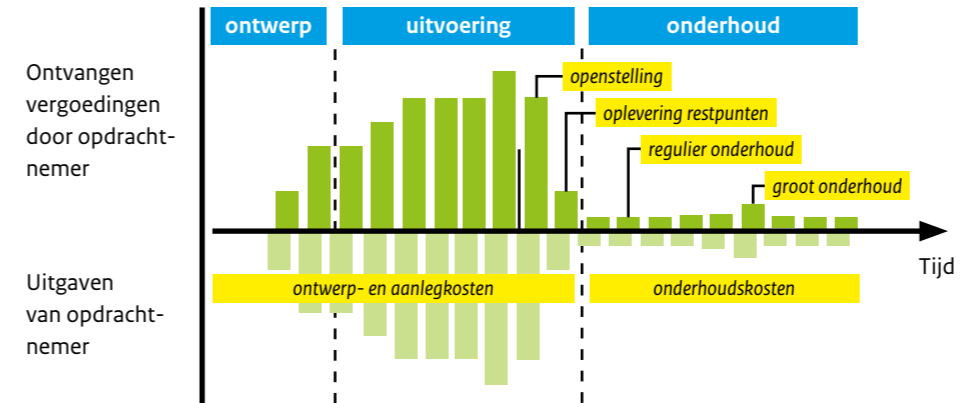 ontwerp
uitvoering
onderhoud
Ontvangen
vergoedingen
door opdracht-
nemer
openstelling
oplevering restpunten
regulier onderhoud
groot onderhoud
Tijd
Uitgaven
van opdracht-
nemer
ontwerp- en aanlegkosten
onderhoudskosten